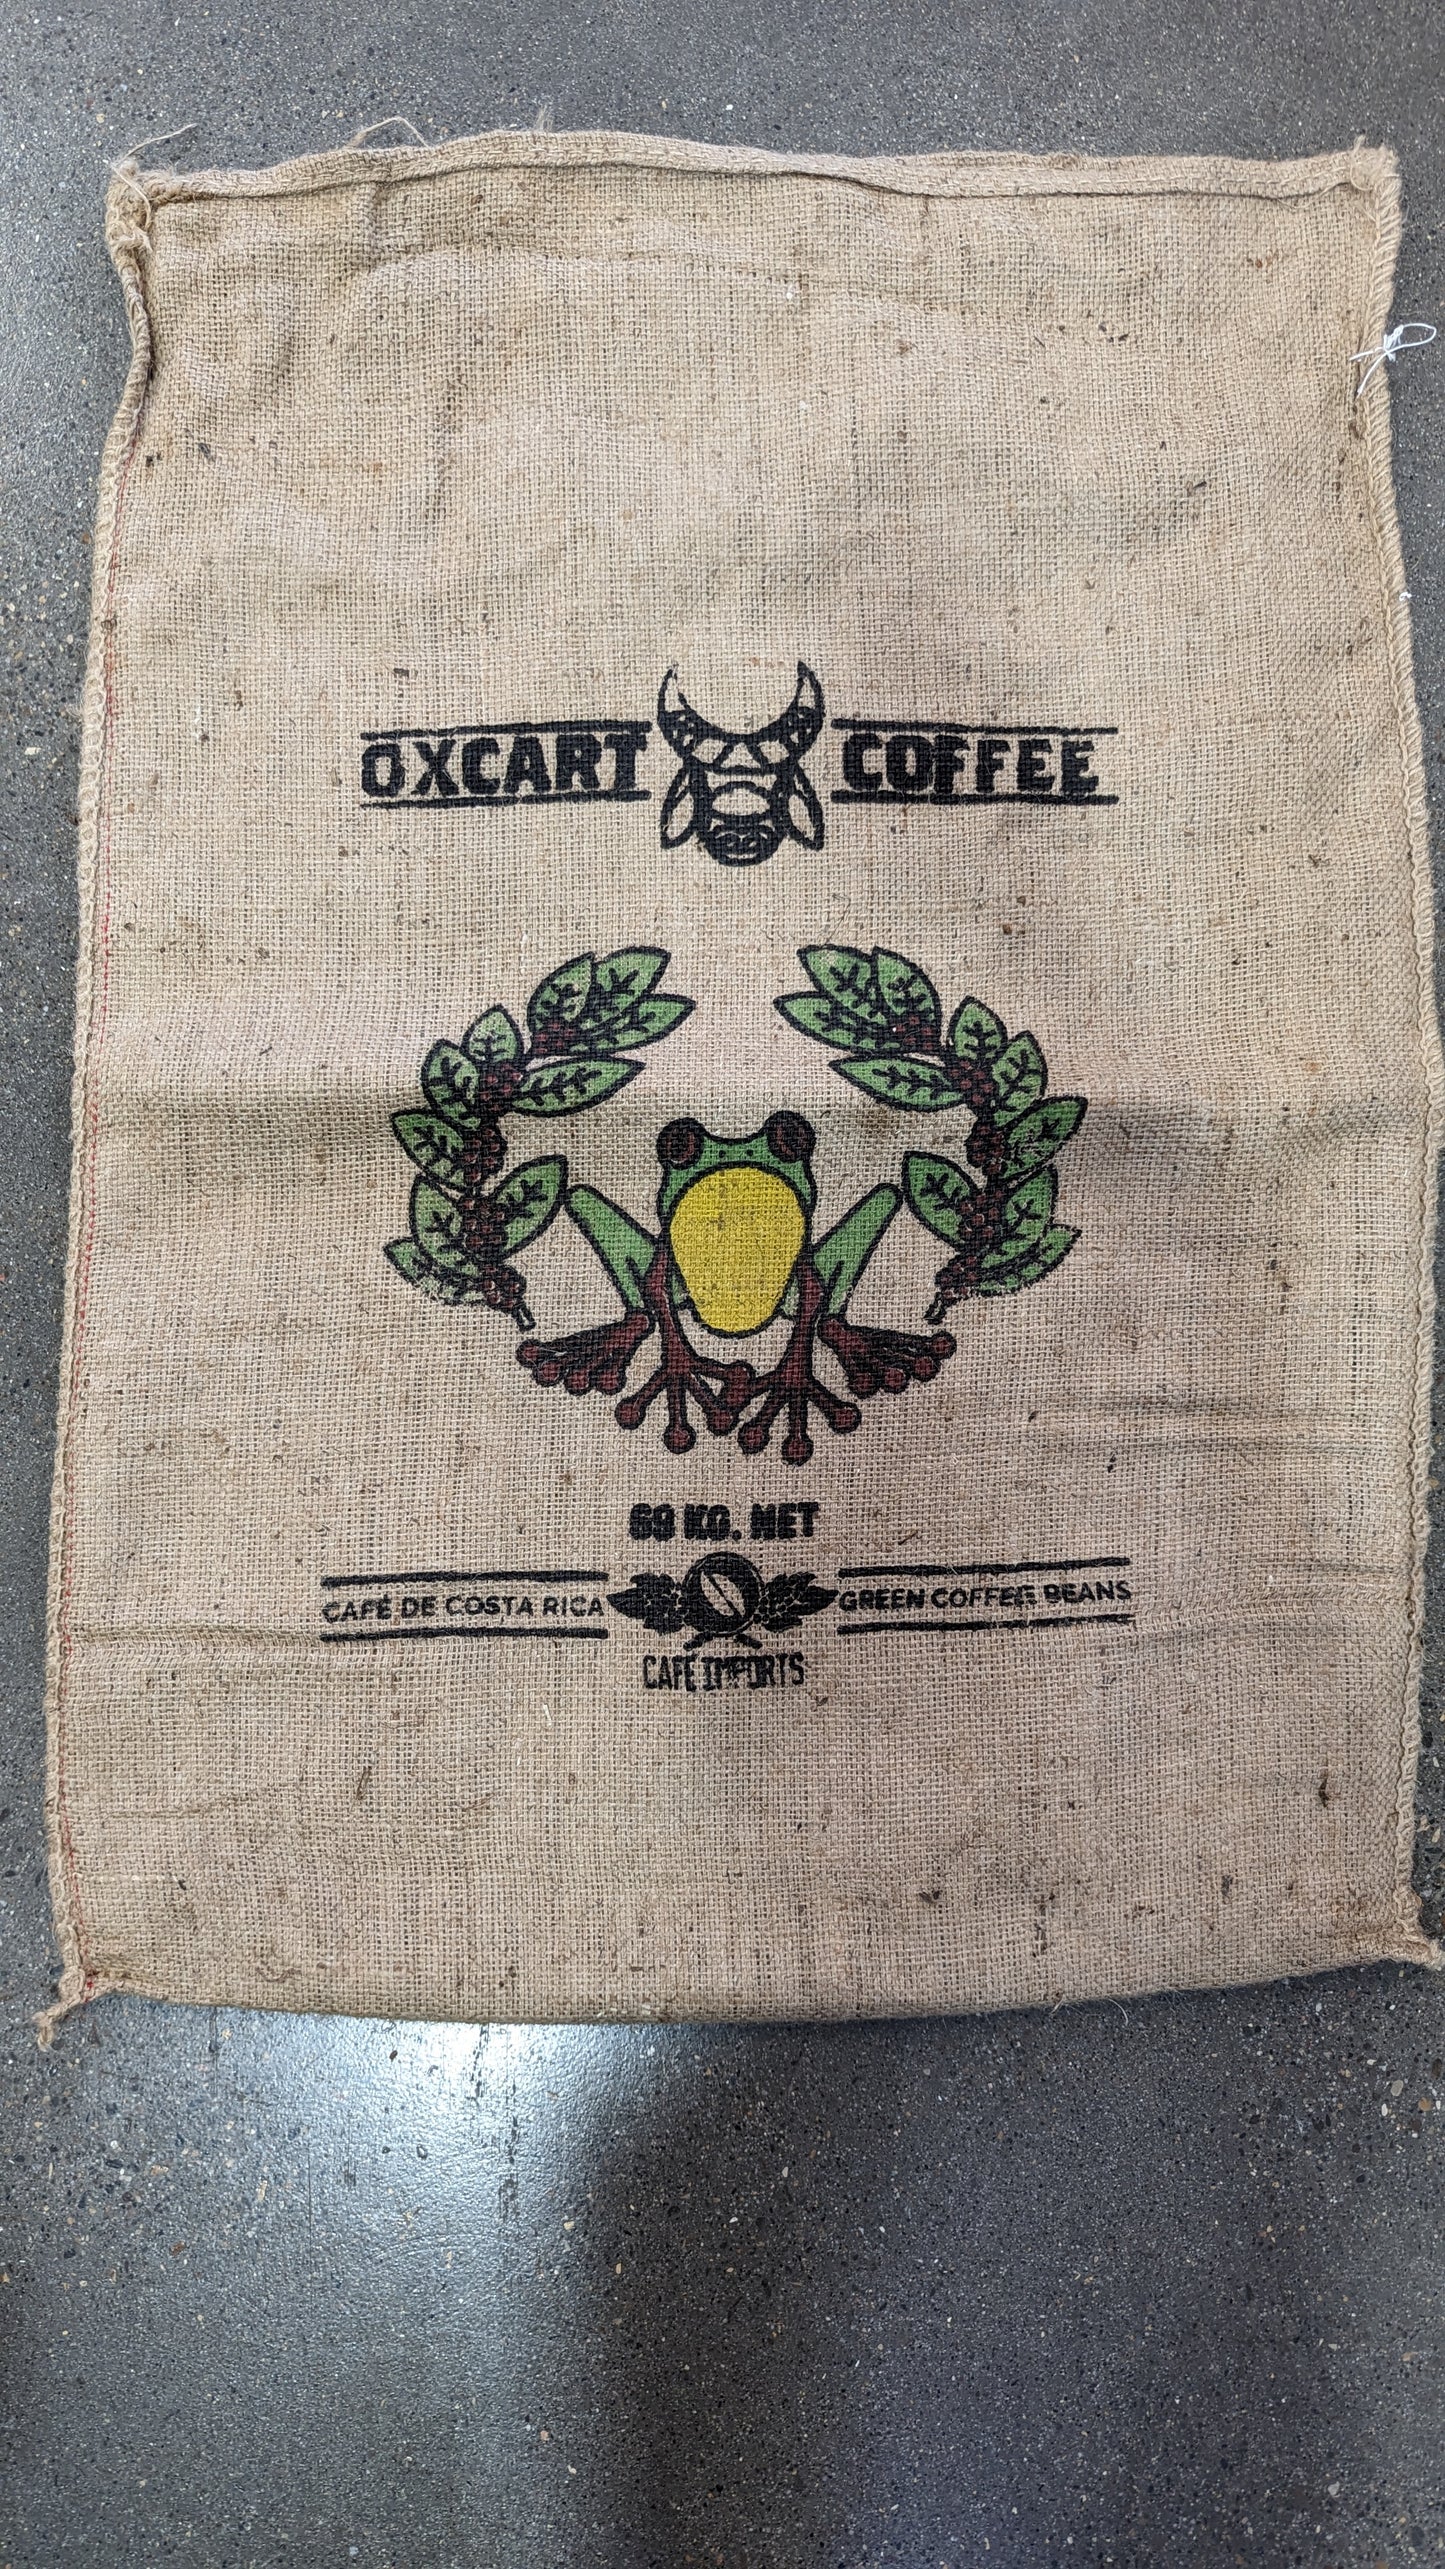 OXCART COFFEE
69 KG. NET
CAFÉ DE COSTA RICA GREEN COFFEE BEANS
CAFÉ IMPORTS